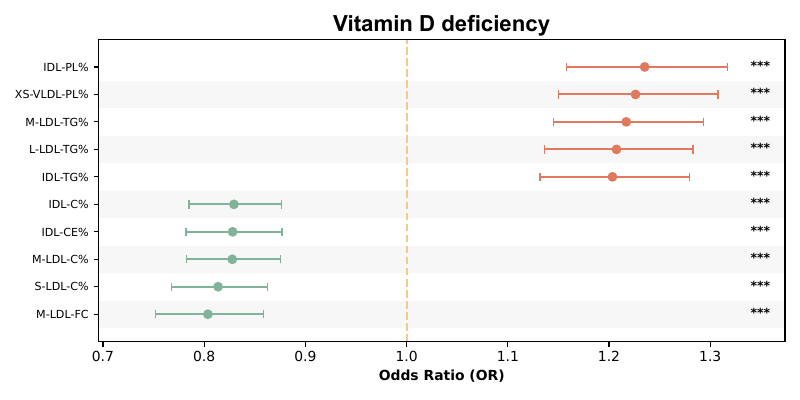 Vitamin D deficiency
IDL-PL% ***
XS-VLDL-PL% ***
M-LDL-TG% ***
L-LDL-TG% ***
IDL-TG% ***
IDL-C% ***
IDL-CE% ***
M-LDL-C% ***
S-LDL-C% ***
M-LDL-FC ***
0.7 0.8 0.9 1.0 1.1 1.2 1.3
Odds Ratio (OR)